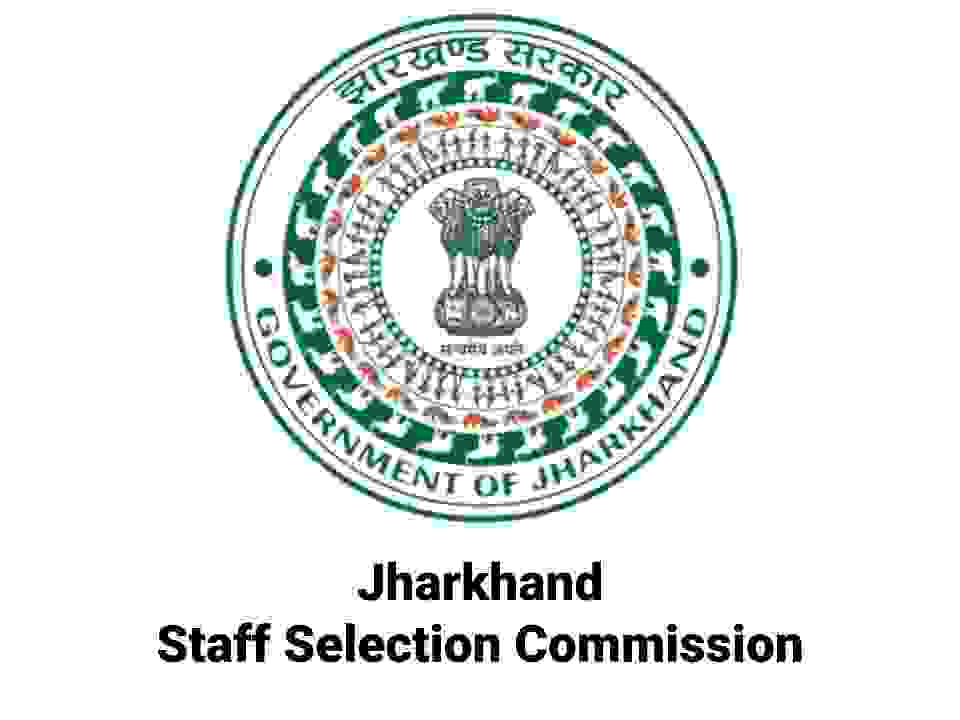 झारखण्ड सरकार
सत्यमेव जयते
GOVERNMENT OF JHARKHAND
Jharkhand
Staff Selection Commission